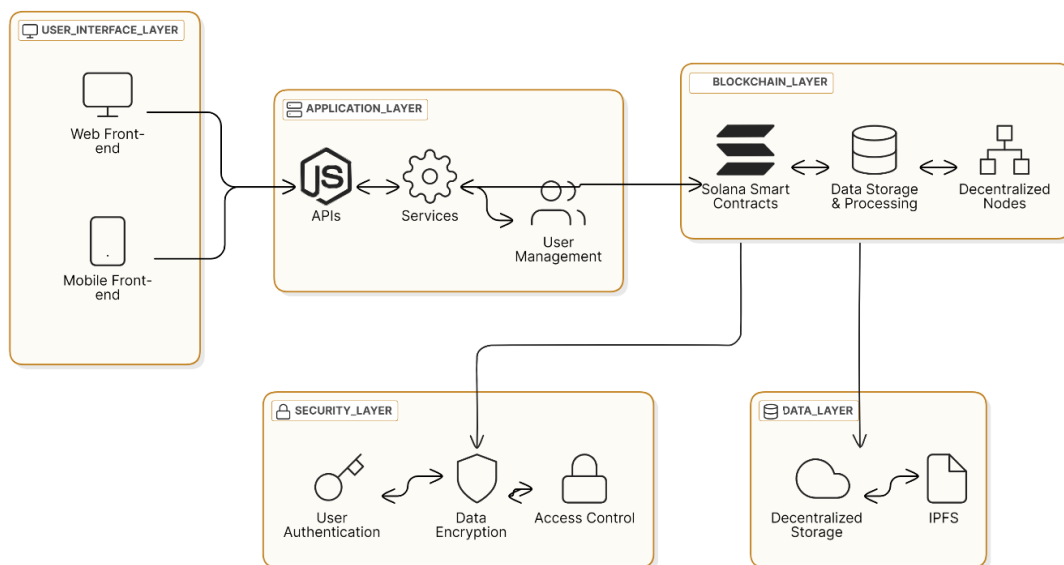 USER_INTERFACE_LAYER
Web Front-
end
Mobile Front-
end
APPLICATION_LAYER
JS
APIs
Services
User
Management
BLOCKCHAIN_LAYER
Solana Smart
Contracts
Data Storage
& Processing
Decentralized
Nodes
SECURITY_LAYER
User
Authentication
Data
Encryption
Access Control
DATA_LAYER
Decentralized
Storage
IPFS